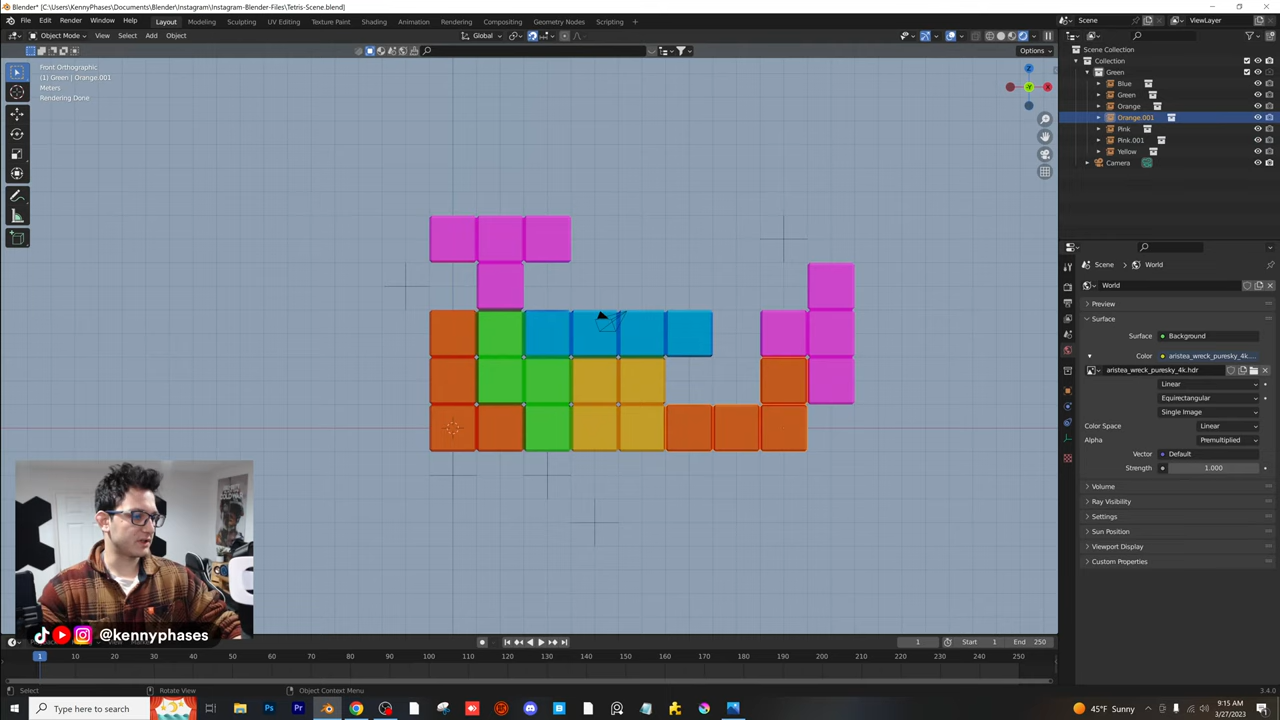 Blender* [C:\Users\KennyPhases\Documents\Blender\Instagram\Instagram-Blender-Files\Tetris-Scene.blend]
File Edit Render Window Help Layout Modeling Sculpting UV Editing Texture Paint Shading Animation Rendering Compositing Geometry Nodes Scripting + Scene ViewLayer
Object Mode View Select Add Object Global
Options
Front Orthographic
(1) Green | Orange.001
Meters
Rendering Done
Z
-Y
X
Scene Collection
Collection
Green
Blue
Green
Orange
Orange.001
Pink
Pink.001
Yellow
Camera
Scene World
World
Preview
Surface
Surface Background
Color aristea_wreck_puresky_4k....
aristea_wreck_puresky_4k.hdr
Linear
Equirectangular
Single Image
Color Space Linear
Alpha Premultiplied
Vector Default
Strength 1.000
Volume
Ray Visibility
Settings
Sun Position
Viewport Display
Custom Properties
@kennyphases
1 Start 1 End 250
1 10 20 30 40 50 60 70 80 90 100 110 120 130 140 150 160 170 180 190 200 210 220 230 240 250
Select Rotate View Object Context Menu 3.4.0
Type here to search
45°F Sunny
9:15 AM
3/27/2023